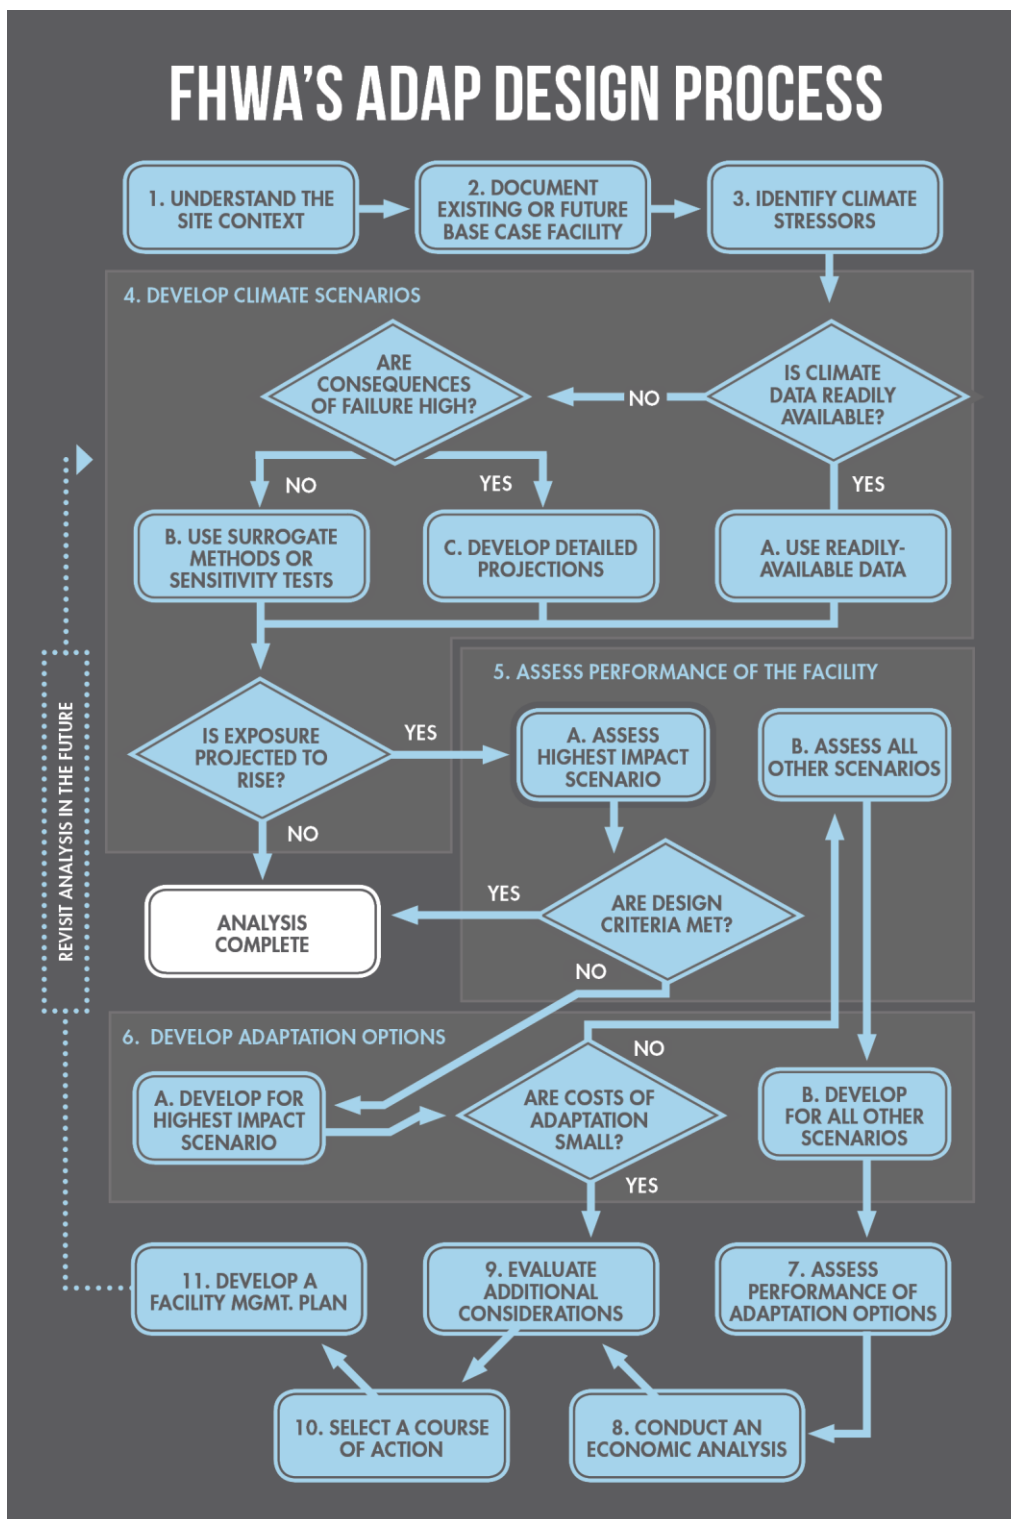 FHWA'S ADAP DESIGN PROCESS
1. UNDERSTAND THE
SITE CONTEXT
2. DOCUMENT
EXISTING OR FUTURE
BASE CASE FACILITY
3. IDENTIFY CLIMATE
STRESSORS
4. DEVELOP CLIMATE SCENARIOS
IS CLIMATE
DATA READILY
AVAILABLE?
NO
ARE
CONSEQUENCES
OF FAILURE HIGH?
NO
YES
YES
B. USE SURROGATE
METHODS OR
SENSITIVITY TESTS
C. DEVELOP DETAILED
PROJECTIONS
A. USE READILY-
AVAILABLE DATA
IS EXPOSURE
PROJECTED TO
RISE?
YES
NO
ANALYSIS
COMPLETE
5. ASSESS PERFORMANCE OF THE FACILITY
A. ASSESS
HIGHEST IMPACT
SCENARIO
B. ASSESS ALL
OTHER SCENARIOS
ARE DESIGN
CRITERIA MET?
YES
NO
6. DEVELOP ADAPTATION OPTIONS
A. DEVELOP FOR
HIGHEST IMPACT
SCENARIO
ARE COSTS OF
ADAPTATION
SMALL?
NO
YES
B. DEVELOP
FOR ALL OTHER
SCENARIOS
7. ASSESS
PERFORMANCE OF
ADAPTATION OPTIONS
8. CONDUCT AN
ECONOMIC ANALYSIS
9. EVALUATE
ADDITIONAL
CONSIDERATIONS
10. SELECT A COURSE
OF ACTION
11. DEVELOP A
FACILITY MGMT. PLAN
REVISIT ANALYSIS IN THE FUTURE